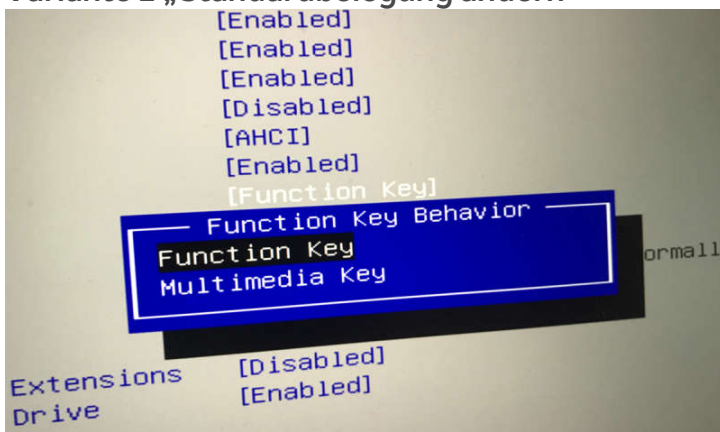 [Enabled]
[Enabled]
[Enabled]
[Disabled]
[AHCI]
[Enabled]
[Function Key]
Function Key Behavior
Function Key
Multimedia Key
ormall
Extensions [Disabled]
Drive [Enabled]